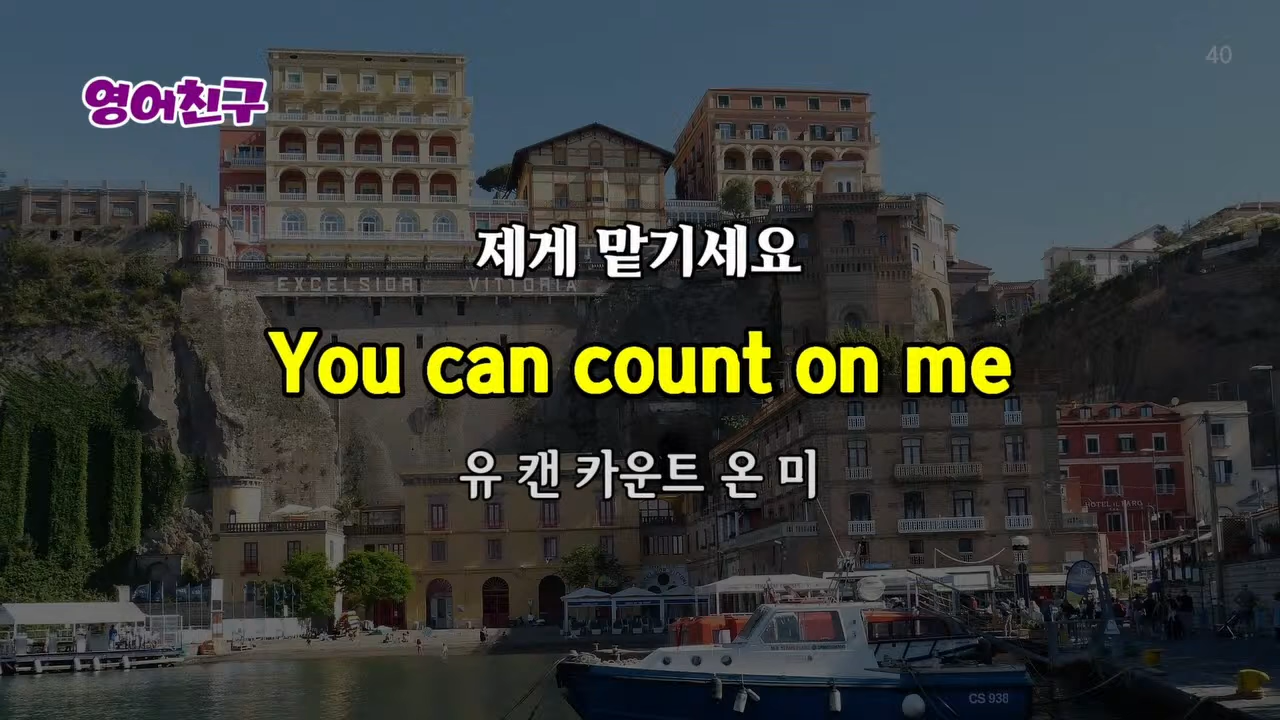 40
영어친구
제게 맡기세요
EXCELSIOR VITTORIA
You can count on me
유 캔 카운트 온 미
CS 938